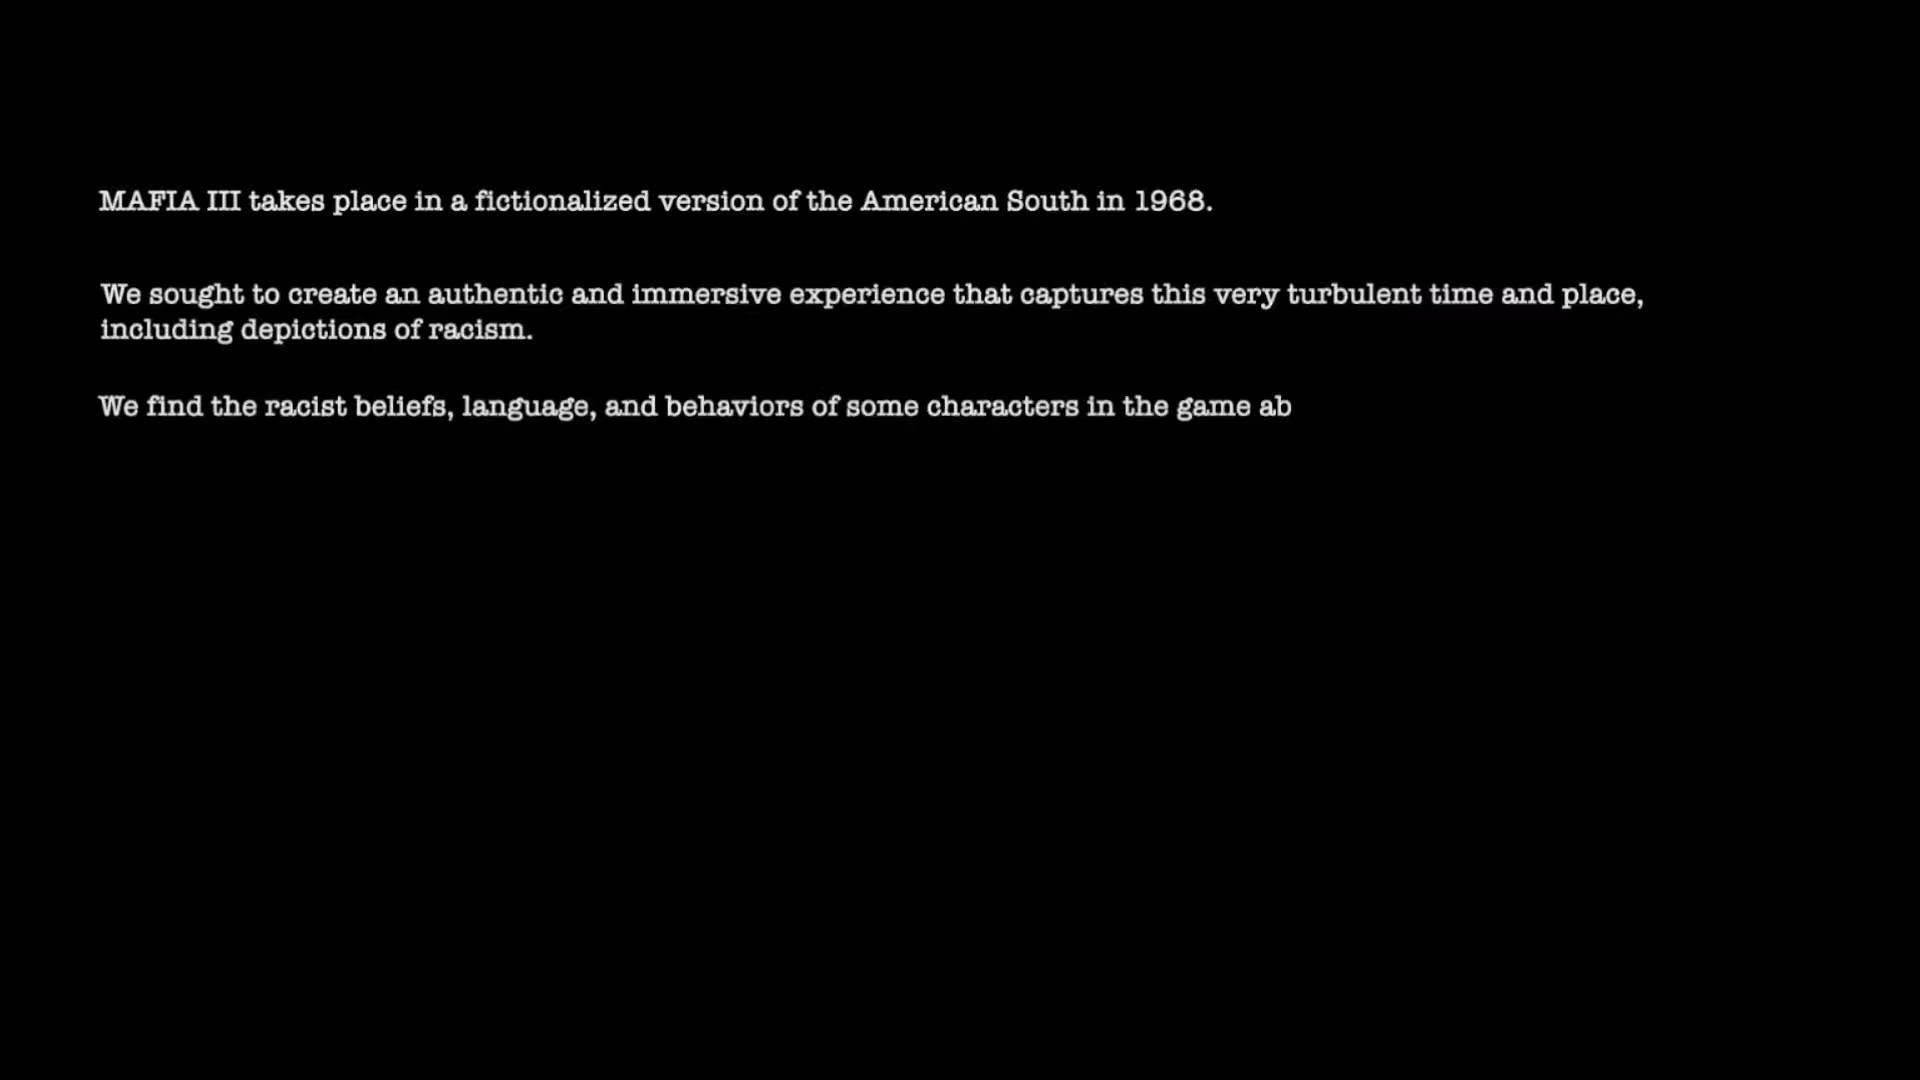 MAFIA III takes place in a fictionalized version of the American South in 1968.
We sought to create an authentic and immersive experience that captures this very turbulent time and place,
including depictions of racism.
We find the racist beliefs, language, and behaviors of some characters in the game ab